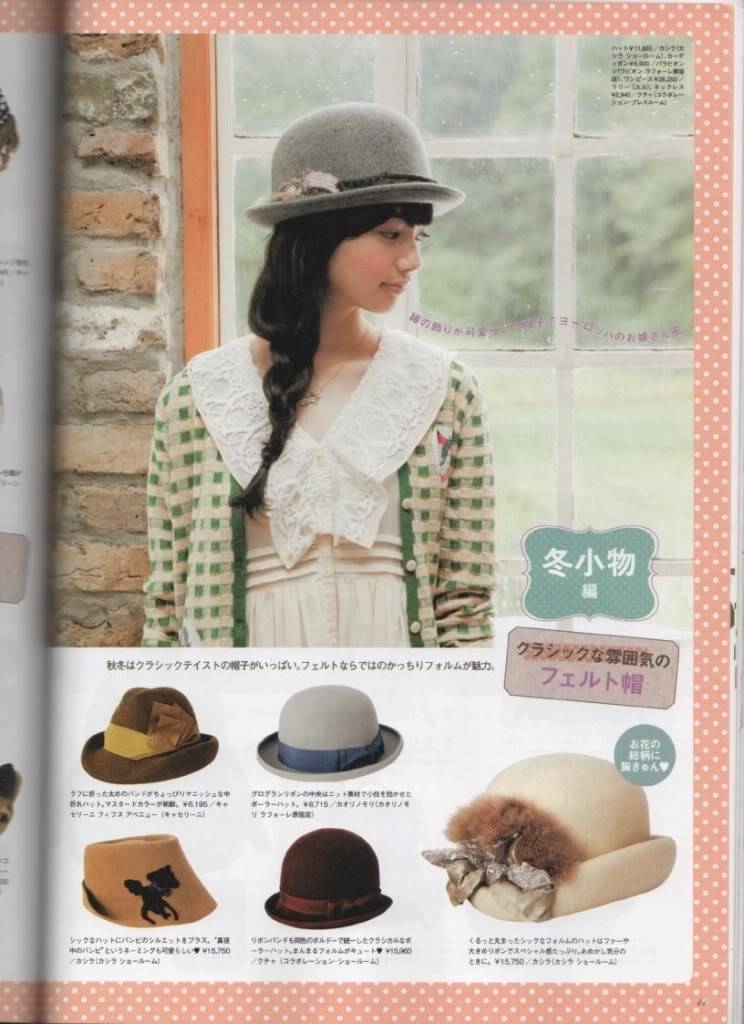 ハット¥11,865／カシラ(カ
シラ ショールーム)、カーデ
ィガン¥6,930／パラビオン
(パラビオン ラフォーレ原宿
店)、ワンピース¥26,250／
リリー(ユヨ)、ネックレス
¥2,940／クチャ(コラボレー
ション・プレスルーム)
帽子でヨーロッパのお嬢さん風
冬小物
編
クラシックな雰囲気の
フェルト帽
秋冬はクラシックテイストの帽子がいっぱい。フェルトならではのかっちりフォルムが魅力。
ラフに折った太めのバンドがちょっぴりマニッシュな中
折れハット。マスタードカラーが新鮮。¥6,195／キャ
セリーニ フィフス アベニュー(キャセリーニ)
グログランリボンの中央はニット素材で小技を効かせた
ボーラーハット。¥8,715／カオリノモリ(カオリノモ
リ ラフォーレ原宿店)
お花の
総柄に
胸きゅん♥
シックなハットにバンビのシルエットをプラス。“真夜
中のバンビ”というネーミングも可愛らしい♥ ¥15,750
／カシラ(カシラ ショールーム)
リボンバンドも同色のボルドーで統一したクラシカルなボ
ーラーハット。まんまるフォルムがキュート♥ ¥15,960
／クチャ(コラボレーション・ショールーム)
くるっと丸まったシックなフォルムのハットはファーや
大きめリボンでスペシャル感たっぷり。おめかし気分の
ときに。¥15,750／カシラ(カシラ ショールーム)